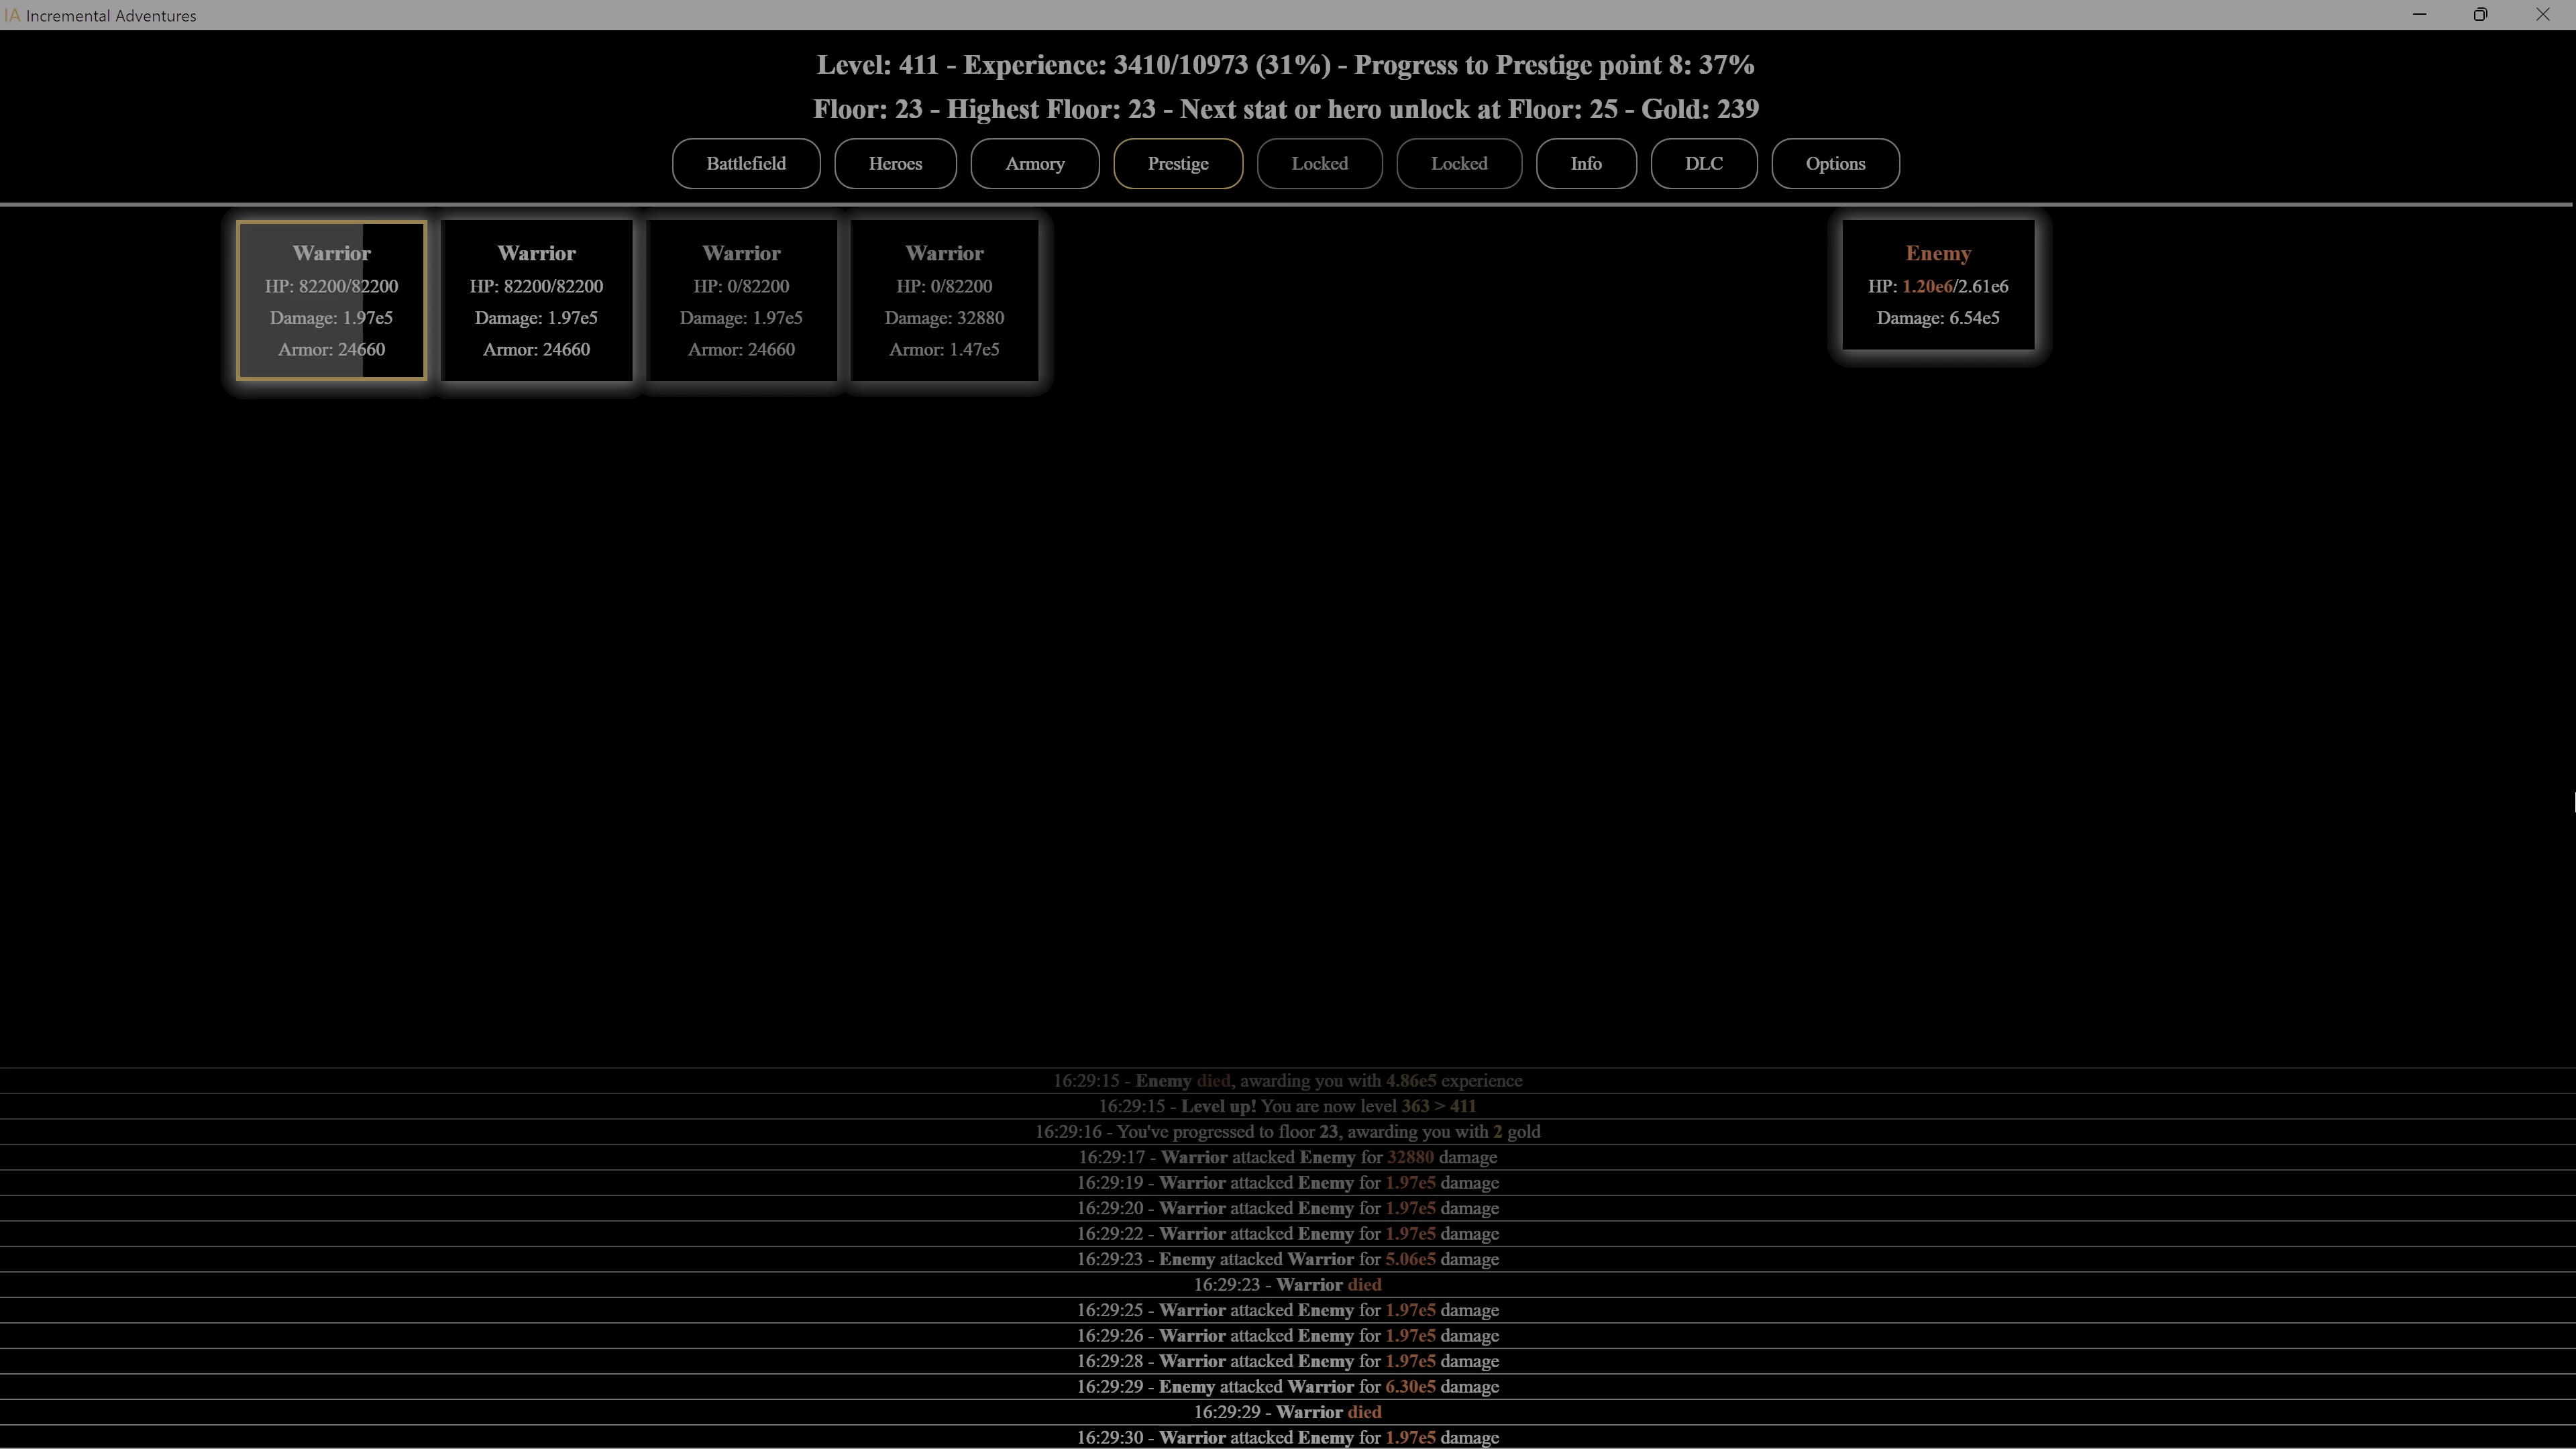 IA Incremental Adventures
Level: 411 - Experience: 3410/10973 (31%) - Progress to Prestige point 8: 37%
Floor: 23 - Highest Floor: 23 - Next stat or hero unlock at Floor: 25 - Gold: 239
Battlefield Heroes Armory Prestige Locked Locked Info DLC Options
Warrior Warrior Warrior Warrior Enemy
HP: 82200/82200 HP: 82200/82200 HP: 0/82200 HP: 0/82200 HP: 1.20e6/2.61e6
Damage: 1.97e5 Damage: 1.97e5 Damage: 1.97e5 Damage: 32880 Damage: 6.54e5
Armor: 24660 Armor: 24660 Armor: 24660 Armor: 1.47e5
16:29:15 - Enemy died, awarding you with 4.86e5 experience
16:29:15 - Level up! You are now level 363 > 411
16:29:16 - You've progressed to floor 23, awarding you with 2 gold
16:29:17 - Warrior attacked Enemy for 32880 damage
16:29:19 - Warrior attacked Enemy for 1.97e5 damage
16:29:20 - Warrior attacked Enemy for 1.97e5 damage
16:29:22 - Warrior attacked Enemy for 1.97e5 damage
16:29:23 - Enemy attacked Warrior for 5.06e5 damage
16:29:23 - Warrior died
16:29:25 - Warrior attacked Enemy for 1.97e5 damage
16:29:26 - Warrior attacked Enemy for 1.97e5 damage
16:29:28 - Warrior attacked Enemy for 1.97e5 damage
16:29:29 - Enemy attacked Warrior for 6.30e5 damage
16:29:29 - Warrior died
16:29:30 - Warrior attacked Enemy for 1.97e5 damage